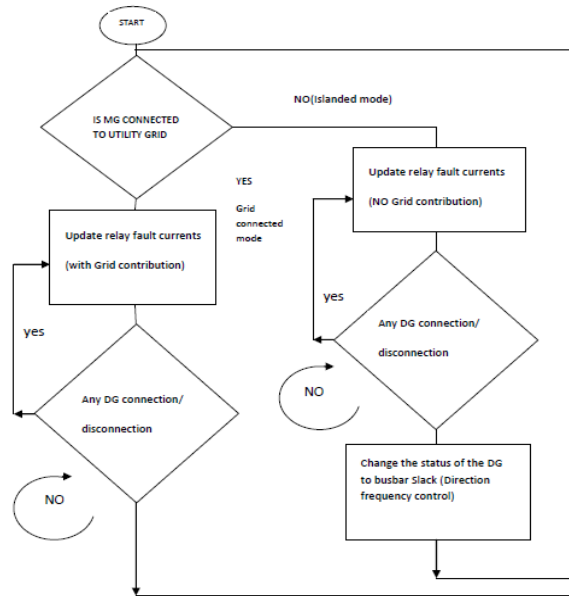 START
IS MG CONNECTED
TO UTILITY GRID
NO(Islanded mode)
YES
Grid
connected
mode
Update relay fault currents
(with Grid contribution)
yes
Any DG connection/
disconnection
NO
Update relay fault currents
(NO Grid contribution)
yes
Any DG connection/
disconnection
NO
Change the status of the DG
to busbar Slack (Direction
frequency control)